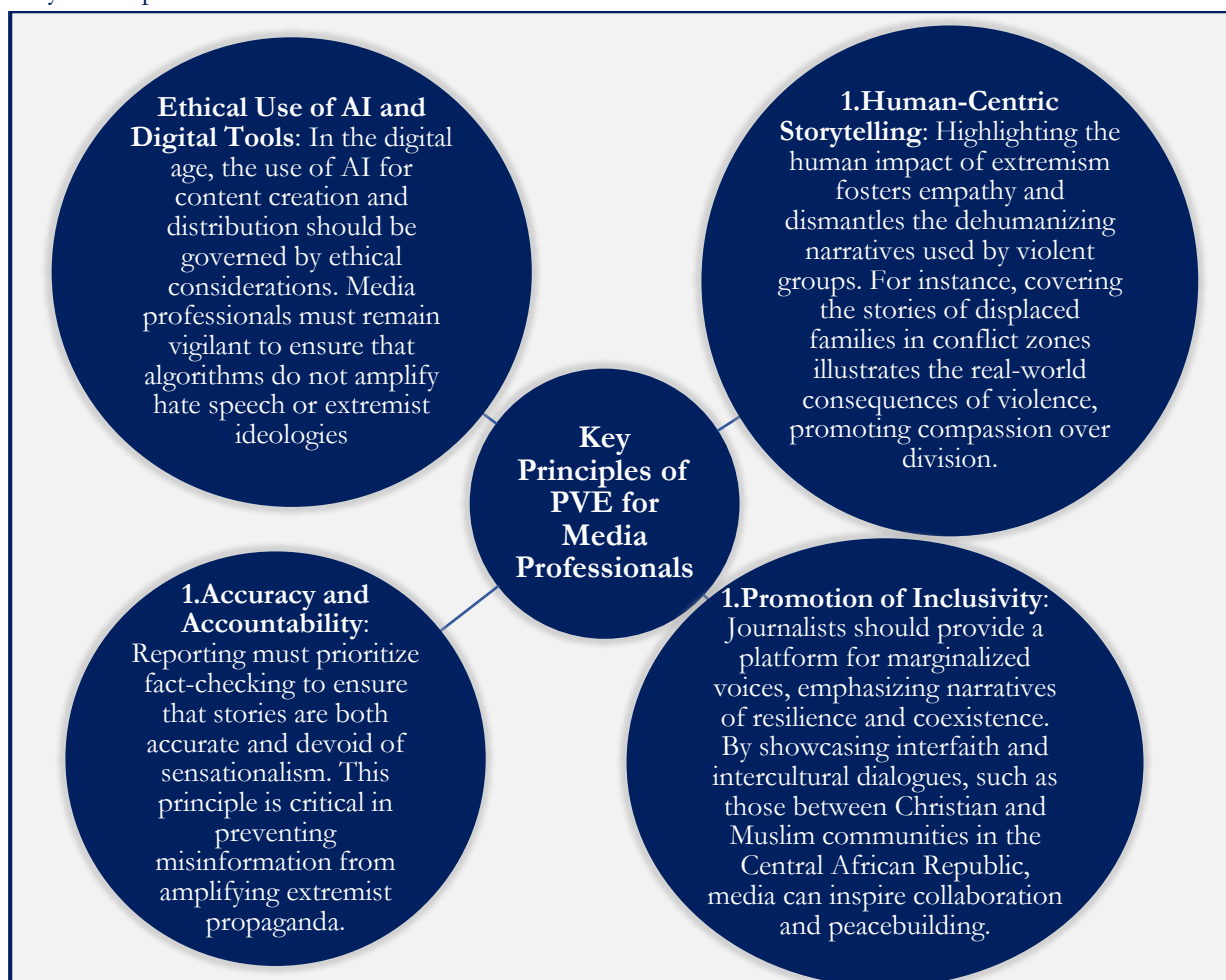 Ethical Use of AI and
Digital Tools: In the digital
age, the use of AI for
content creation and
distribution should be
governed by ethical
considerations. Media
professionals must remain
vigilant to ensure that
algorithms do not amplify
hate speech or extremist
ideologies
1.Human-Centric
Storytelling: Highlighting the
human impact of extremism
fosters empathy and
dismantles the dehumanizing
narratives used by violent
groups. For instance, covering
the stories of displaced
families in conflict zones
illustrates the real-world
consequences of violence,
promoting compassion over
division.
Key
Principles of
PVE for
Media
Professionals
1.Accuracy and
Accountability:
Reporting must prioritize
fact-checking to ensure
that stories are both
accurate and devoid of
sensationalism. This
principle is critical in
preventing
misinformation from
amplifying extremist
propaganda.
1.Promotion of Inclusivity:
Journalists should provide a
platform for marginalized
voices, emphasizing narratives
of resilience and coexistence.
By showcasing interfaith and
intercultural dialogues, such as
those between Christian and
Muslim communities in the
Central African Republic,
media can inspire collaboration
and peacebuilding.